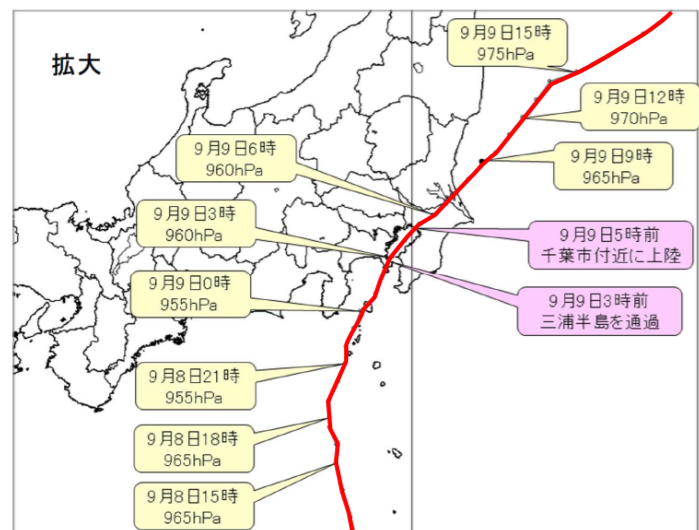 拡大
9月9日15時
975hPa
9月9日12時
970hPa
9月9日6時
960hPa
9月9日9時
965hPa
9月9日3時
960hPa
9月9日5時前
千葉市付近に上陸
9月9日0時
955hPa
9月9日3時前
三浦半島を通過
9月8日21時
955hPa
9月8日18時
965hPa
9月8日15時
965hPa